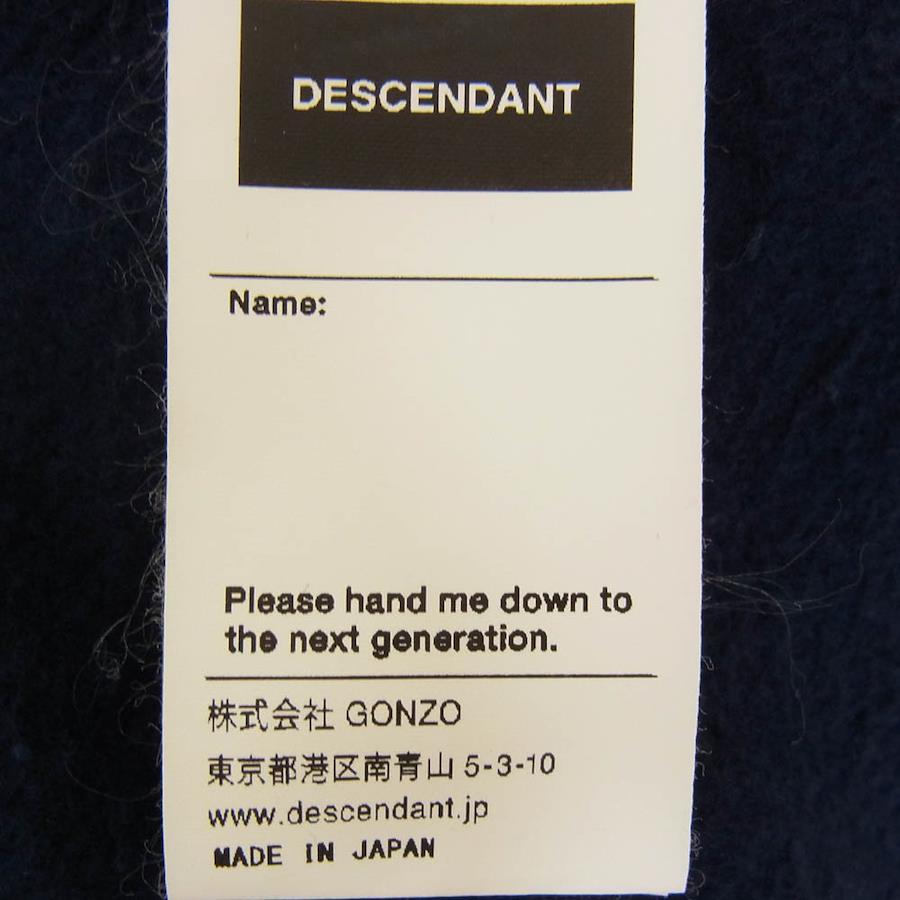 DESCENDANT
Name:
Please hand me down to
the next generation.
株式会社 GONZO
東京都港区南青山 5-3-10
www.descendant.jp
MADE IN JAPAN